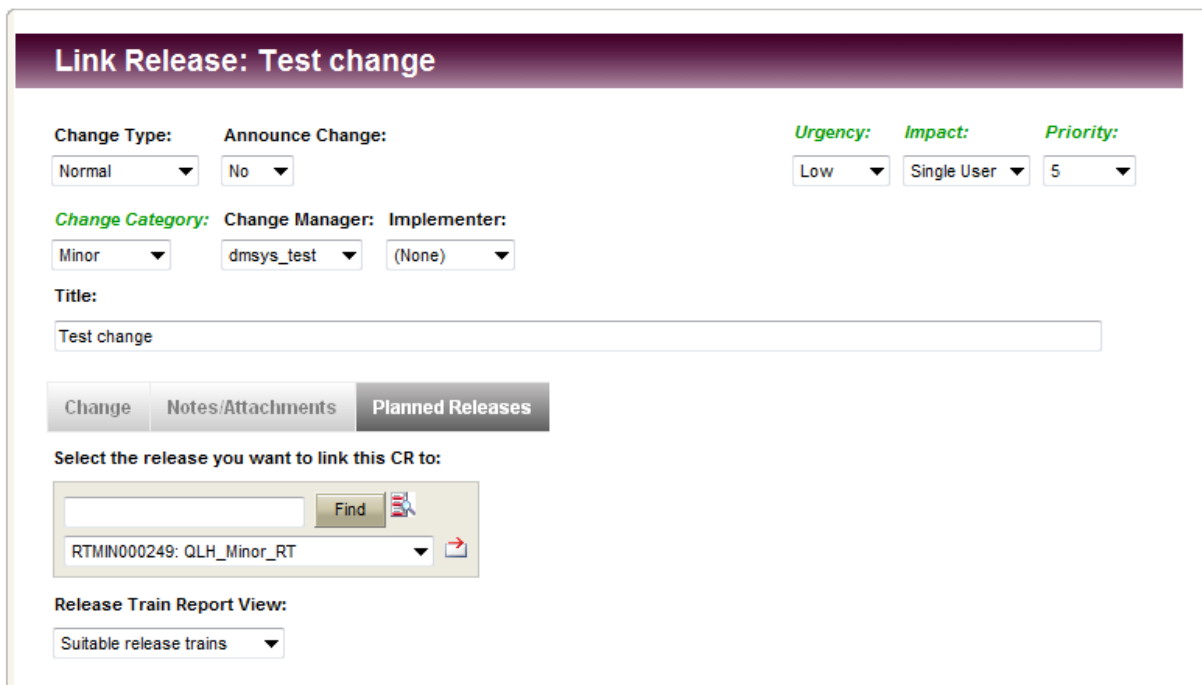 Link Release: Test change
Change Type: Announce Change: Urgency: Impact: Priority:
Normal No Low Single User 5
Change Category: Change Manager: Implementer:
Minor dmsys_test (None)
Title:
Test change
Change Notes/Attachments Planned Releases
Select the release you want to link this CR to:
Find
RTMIN000249: QLH_Minor_RT
Release Train Report View:
Suitable release trains